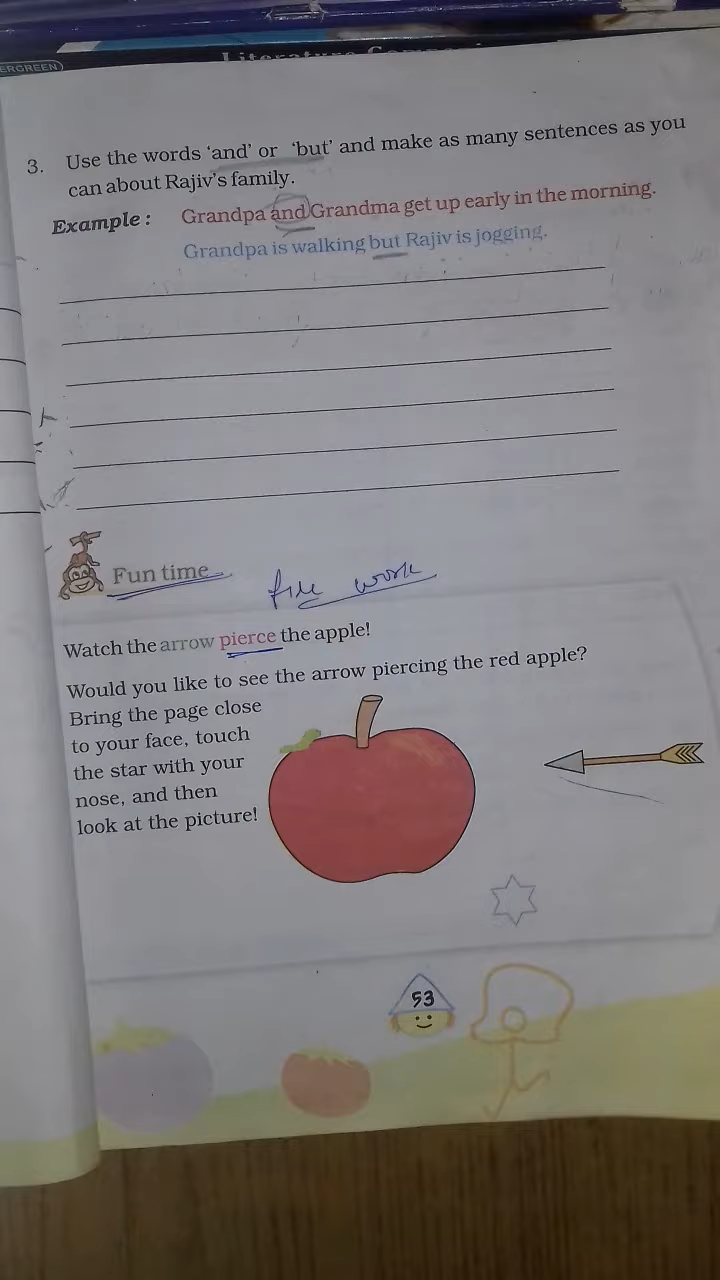 ERGREEN
3. Use the words 'and' or 'but' and make as many sentences as you
can about Rajiv's family.
Example : Grandpa and Grandma get up early in the morning.
Grandpa is walking but Rajiv is jogging.
Fun time
work
Watch the arrow pierce the apple!
Would you like to see the arrow piercing the red apple?
Bring the page close
to your face, touch
the star with your
nose, and then
look at the picture!
53